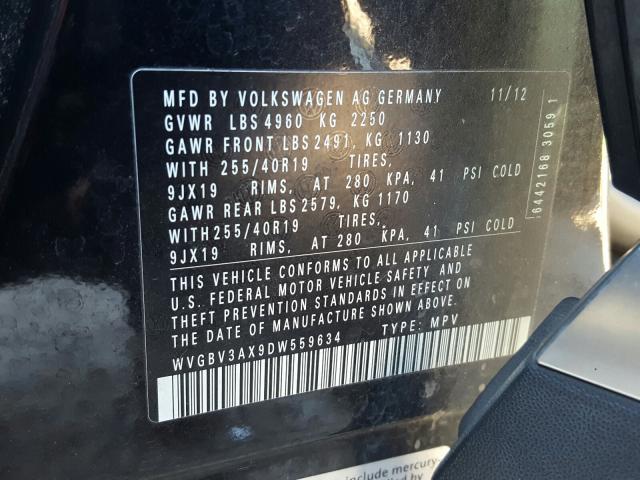 MFD BY VOLKSWAGEN AG GERMANY 11/12
GVWR LBS 4960 KG 2250
GAWR FRONT LBS 2491, KG 1130
WITH 255/40R19 TIRES,
9JX19 RIMS, AT 280 KPA, 41 PSI COLD
GAWR REAR LBS 2579, KG 1170
WITH 255/40R19 TIRES,
9JX19 RIMS, AT 280 KPA, 41 PSI COLD
THIS VEHICLE CONFORMS TO ALL APPLICABLE
U.S. FEDERAL MOTOR VEHICLE SAFETY AND
THEFT PREVENTION STANDARDS IN EFFECT ON
THE DATE OF MANUFACTURE SHOWN ABOVE.
WVGBV3AX9DW559634 TYPE: MPV
6442168 3059 1
include mercury-